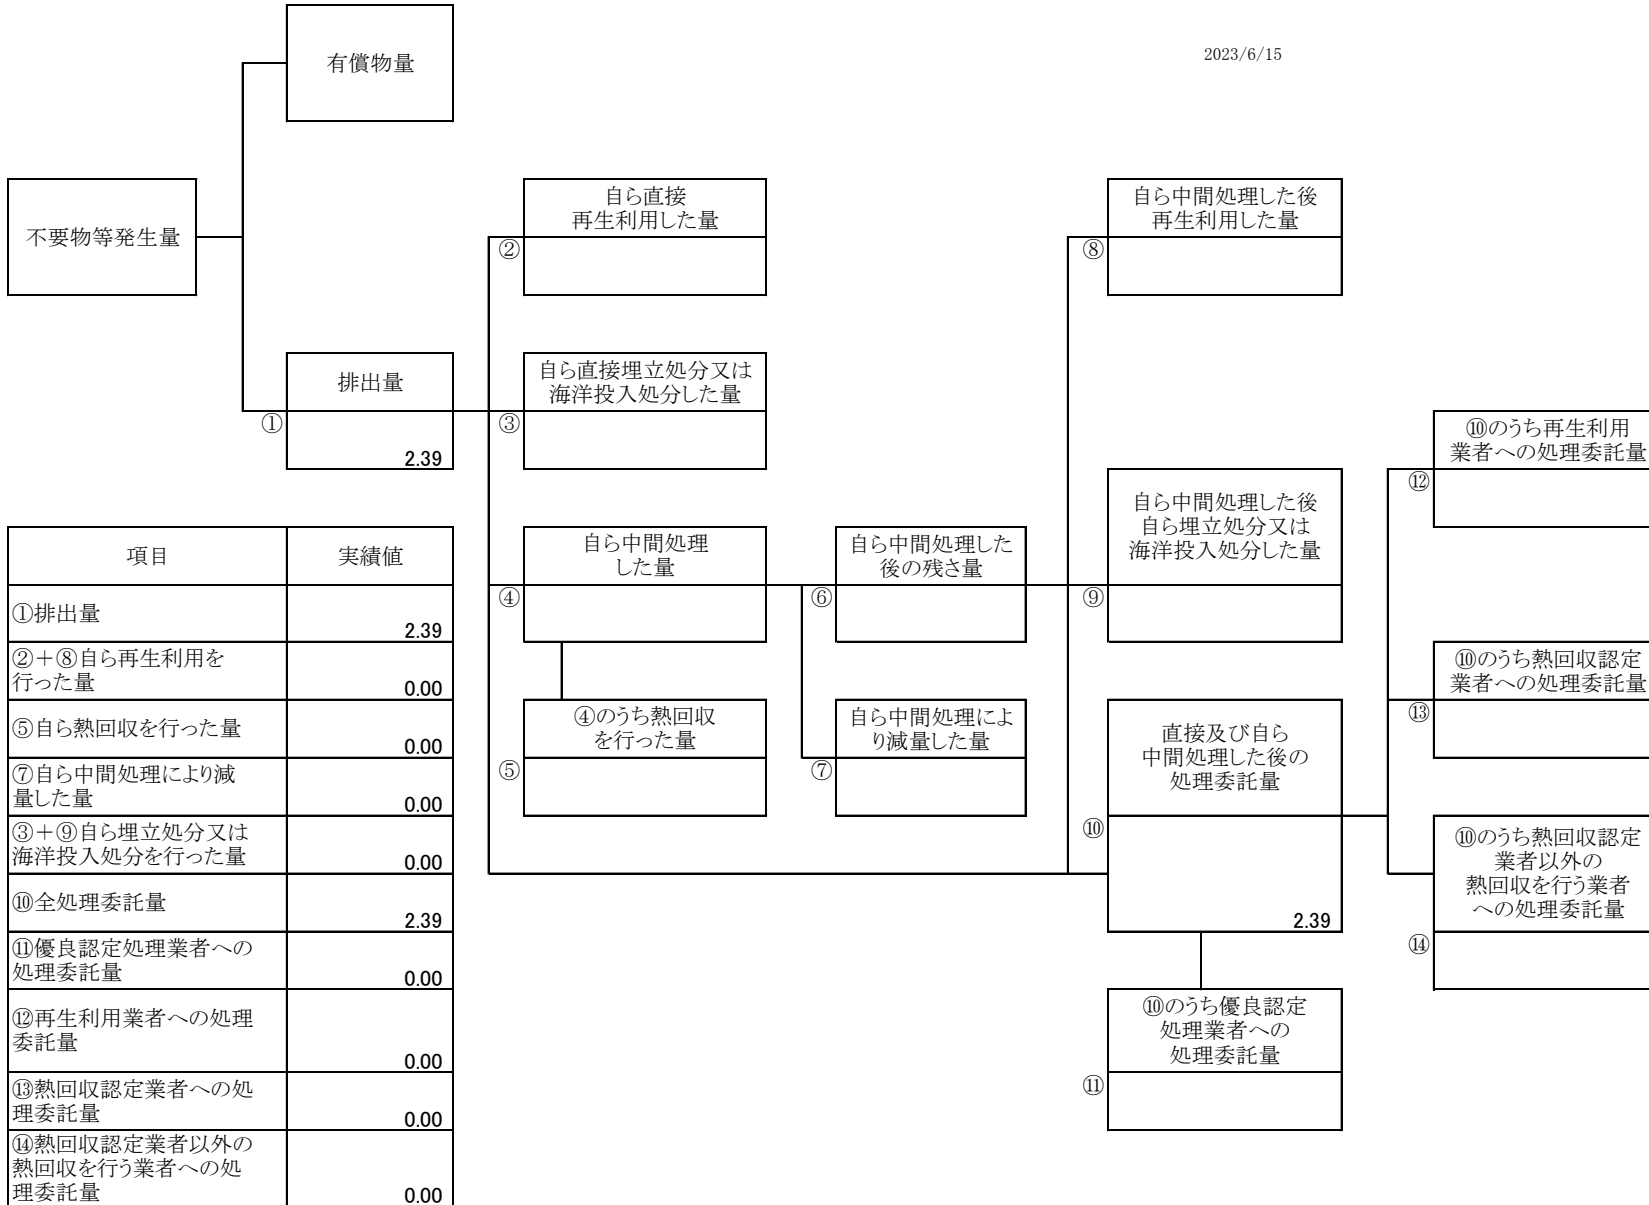 有償物量
2023/6/15
不要物等発生量
自ら直接
再生利用した量
②
自ら中間処理した後
再生利用した量
⑧
排出量
①
2.39
自ら直接埋立処分又は
海洋投入処分した量
③
⑩のうち再生利用
業者への処理委託量
⑫
自ら中間処理
した量
④
自ら中間処理した
後の残さ量
⑥
自ら中間処理した後
自ら埋立処分又は
海洋投入処分した量
⑨
⑩のうち熱回収認定
業者への処理委託量
⑬
④のうち熱回収
を行った量
⑤
自ら中間処理によ
り減量した量
⑦
直接及び自ら
中間処理した後の
処理委託量
⑩
2.39
⑩のうち熱回収認定
業者以外の
熱回収を行う業者
への処理委託量
⑭
⑩のうち優良認定
処理業者への
処理委託量
⑪
項目 実績値
①排出量 2.39
②+⑧自ら再生利用を
行った量 0.00
⑤自ら熱回収を行った量 0.00
⑦自ら中間処理により減
量した量 0.00
③+⑨自ら埋立処分又は
海洋投入処分を行った量 0.00
⑩全処理委託量 2.39
⑪優良認定処理業者への
処理委託量 0.00
⑫再生利用業者への処理
委託量 0.00
⑬熱回収認定業者への処
理委託量 0.00
⑭熱回収認定業者以外の
熱回収を行う業者への処
理委託量 0.00